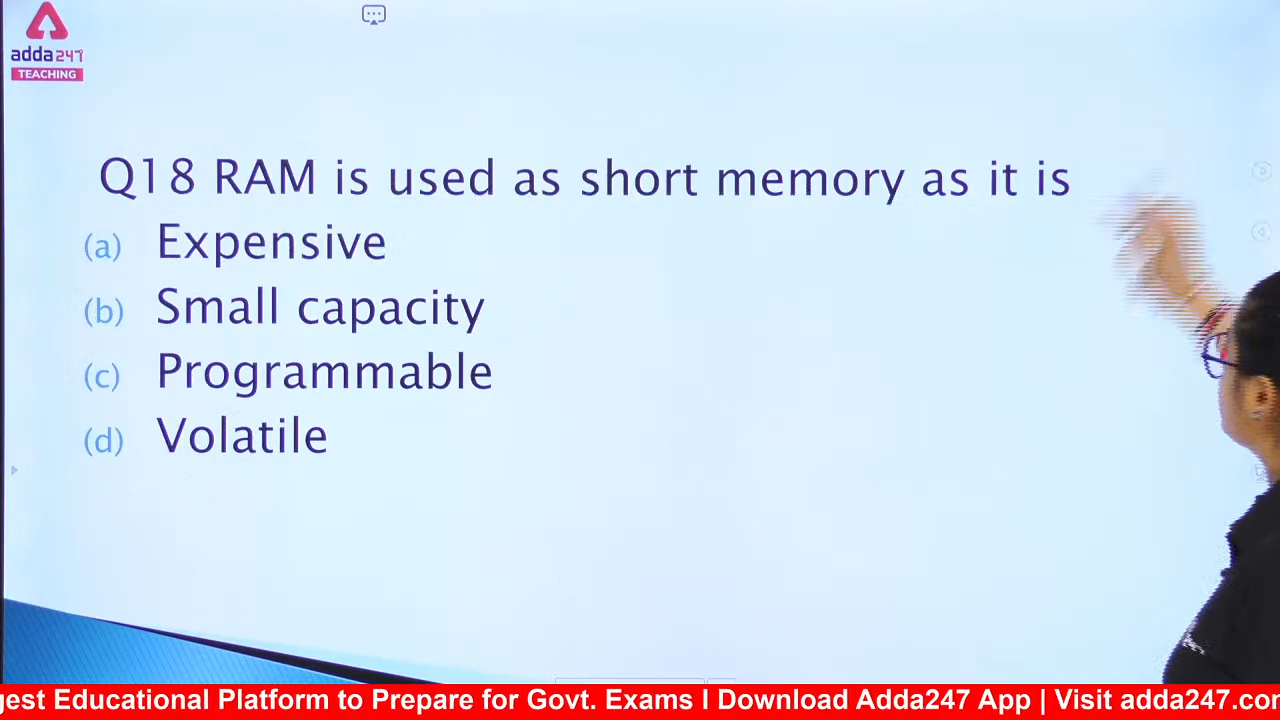 adda247
TEACHING
Q18 RAM is used as short memory as it is
(a) Expensive
(b) Small capacity
(c) Programmable
(d) Volatile
gest Educational Platform to Prepare for Govt. Exams I Download Adda247 App | Visit adda247.com